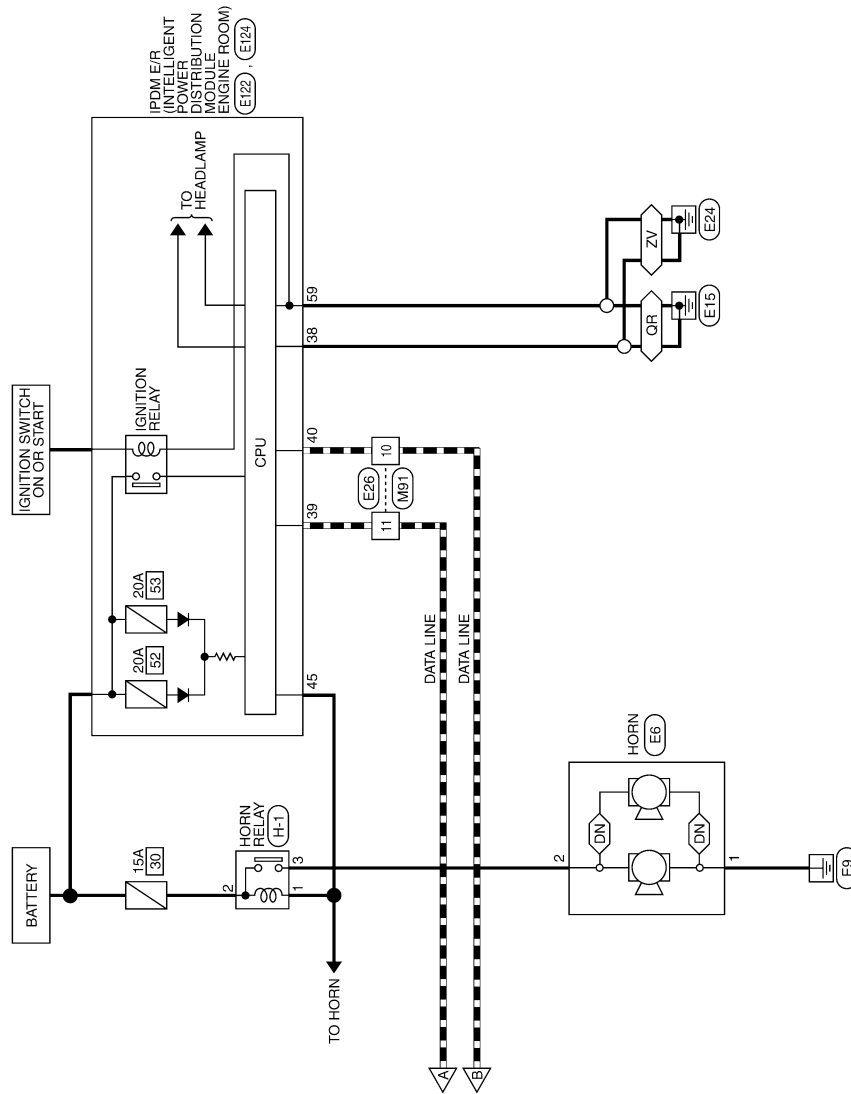 IPDM E/R
(INTELLIGENT
POWER
DISTRIBUTION
MODULE
ENGINE ROOM)
E122 , E124
TO
HEADLAMP
IGNITION SWITCH
ON OR START
IGNITION
RELAY
CPU
59
38
40
39
45
20A
53
20A
52
BATTERY
15A
30
HORN
RELAY
H-1
2
1
3
TO HORN
10
11
E26
M91
DATA LINE
DATA LINE
A
B
ZV
E24
QR
E15
HORN
E6
2
DN
DN
1
E9